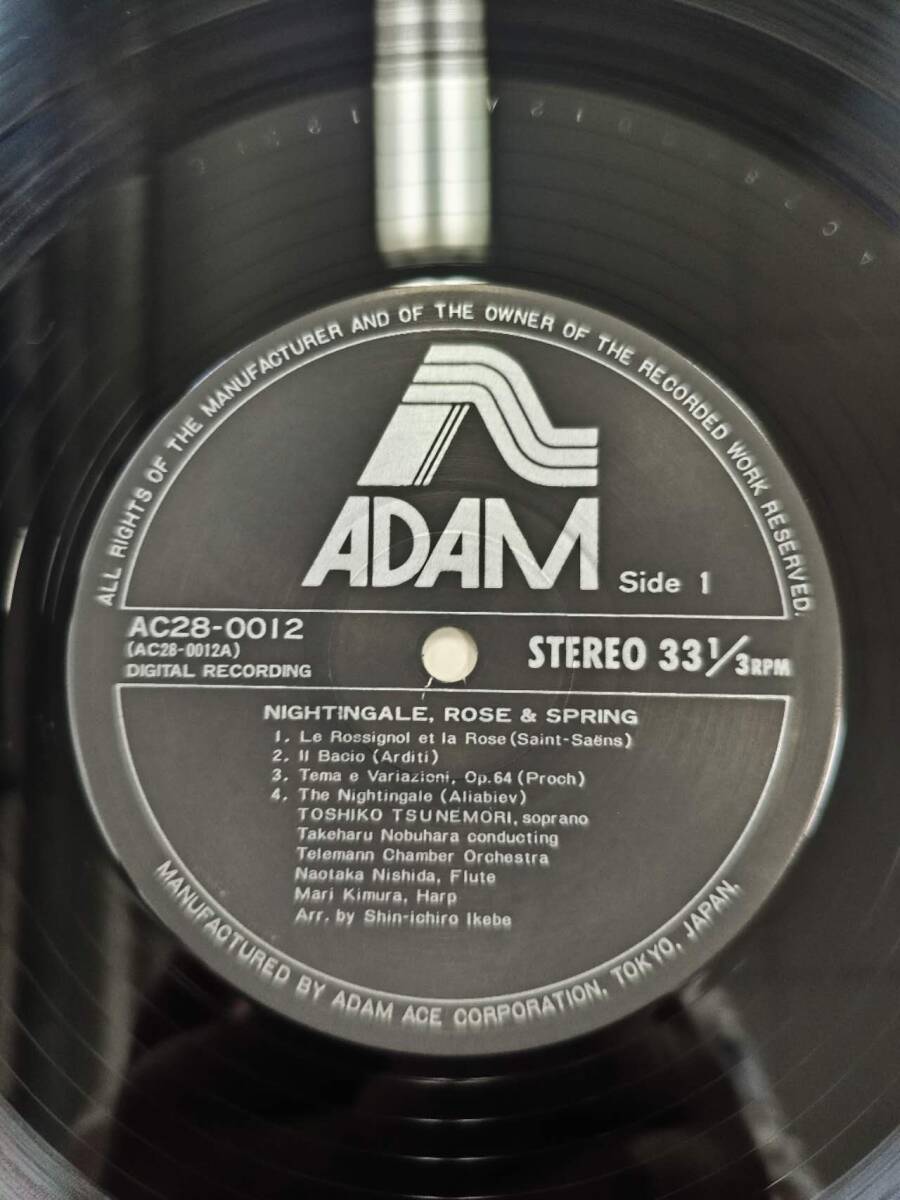 ALL RIGHTS OF THE MANUFACTURER AND OF THE OWNER OF THE RECORDED WORK RESERVED.
ADAM
Side 1
AC28-0012
(AC28-0012A)
DIGITAL RECORDING
STEREO 33 1/3 RPM
NIGHTINGALE, ROSE & SPRING
1. Le Rossignol et la Rose (Saint-Saëns)
2. Il Bacio (Arditi)
3. Tema e Variazioni, Op.64 (Proch)
4. The Nightingale (Aliabiev)
TOSHIKO TSUNEMORI, soprano
Takeharu Nobuhara conducting
Telemann Chamber Orchestra
Naotaka Nishida, Flute
Mari Kimura, Harp
Arr. by Shin-ichiro Ikebe
MANUFACTURED BY ADAM ACE CORPORATION, TOKYO, JAPAN.